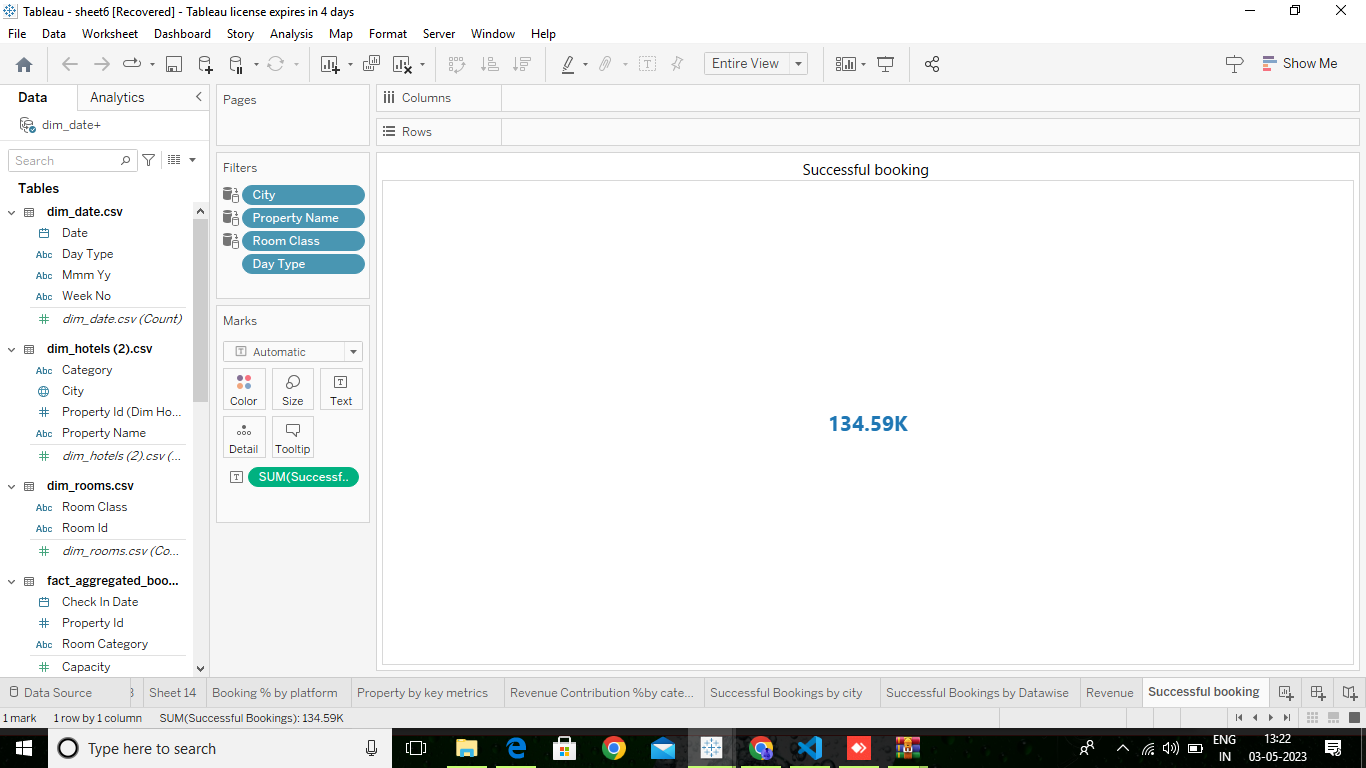 Tableau - sheet6 [Recovered] - Tableau license expires in 4 days
File Data Worksheet Dashboard Story Analysis Map Format Server Window Help
Entire View
Show Me
Data Analytics
dim_date+
Search
Tables
dim_date.csv
Date
Abc Day Type
Abc Mmm Yy
Abc Week No
dim_date.csv (Count)
dim_hotels (2).csv
Abc Category
City
Property Id (Dim Ho...
Abc Property Name
dim_hotels (2).csv (...
dim_rooms.csv
Abc Room Class
Abc Room Id
dim_rooms.csv (Co...
fact_aggregated_boo...
Check In Date
Property Id
Abc Room Category
Capacity
Pages
Filters
City
Property Name
Room Class
Day Type
Marks
Automatic
Color Size Text
Detail Tooltip
SUM(Successf..
Columns
Rows
Successful booking
134.59K
Data Source Sheet 14 Booking % by platform Property by key metrics Revenue Contribution %by cate... Successful Bookings by city Successful Bookings by Datawise Revenue Successful booking
1 mark 1 row by 1 column SUM(Successful Bookings): 134.59K
Type here to search
ENG
IN
13:22
03-05-2023